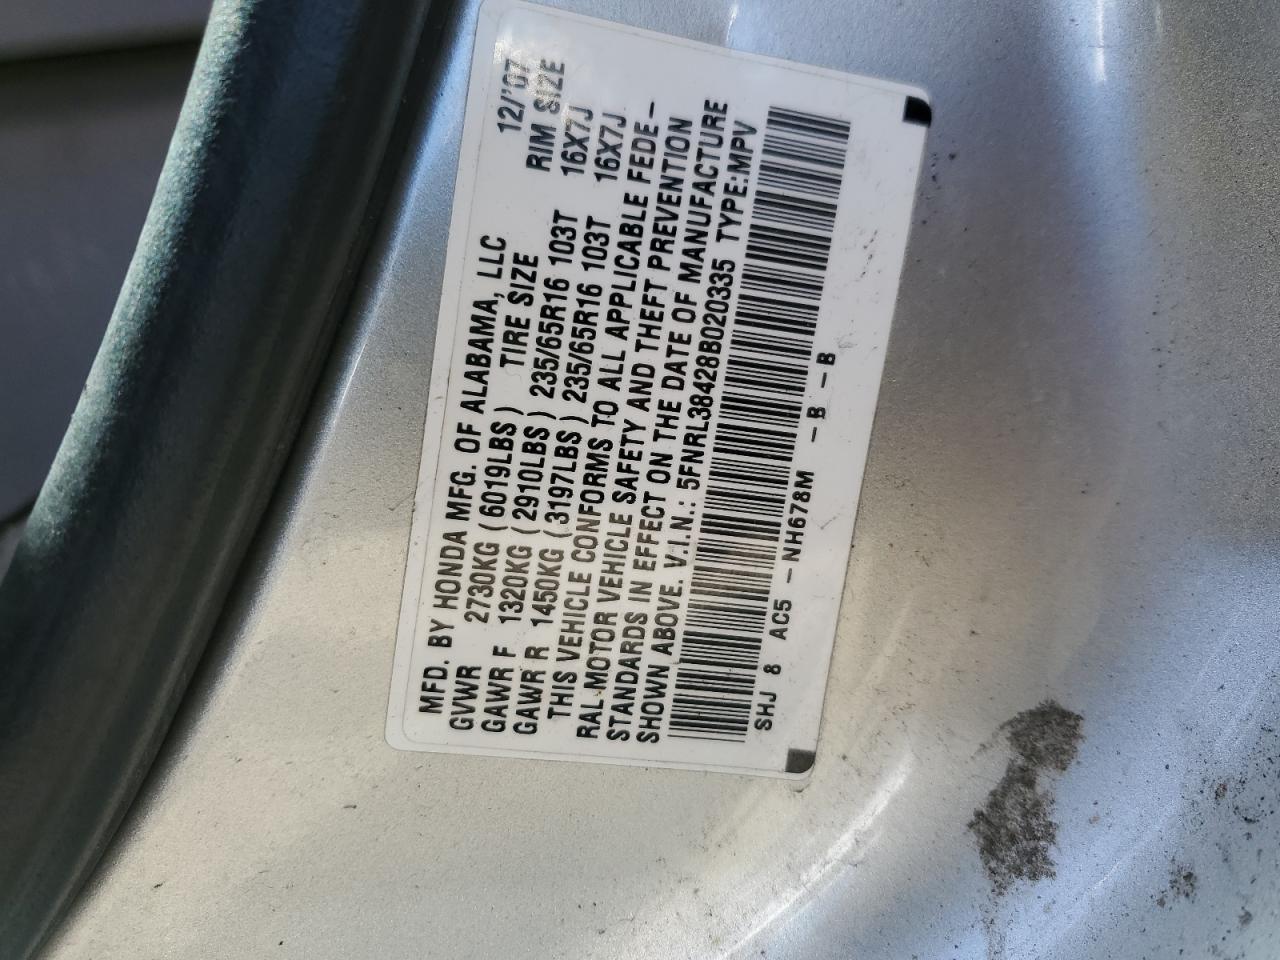 MFD. BY HONDA MFG. OF ALABAMA, LLC 12/'07
GVWR 2730KG ( 6019LBS ) TIRE SIZE RIM SIZE
GAWR F 1320KG ( 2910LBS ) 235/65R16 103T 16X7J
GAWR R 1450KG ( 3197LBS ) 235/65R16 103T 16X7J
THIS VEHICLE CONFORMS TO ALL APPLICABLE FEDE-
RAL MOTOR VEHICLE SAFETY AND THEFT PREVENTION
STANDARDS IN EFFECT ON THE DATE OF MANUFACTURE
SHOWN ABOVE. V.I.N.: 5FNRL38428B020335 TYPE:MPV
SHJ 8 AC5 -NH678M -B -B